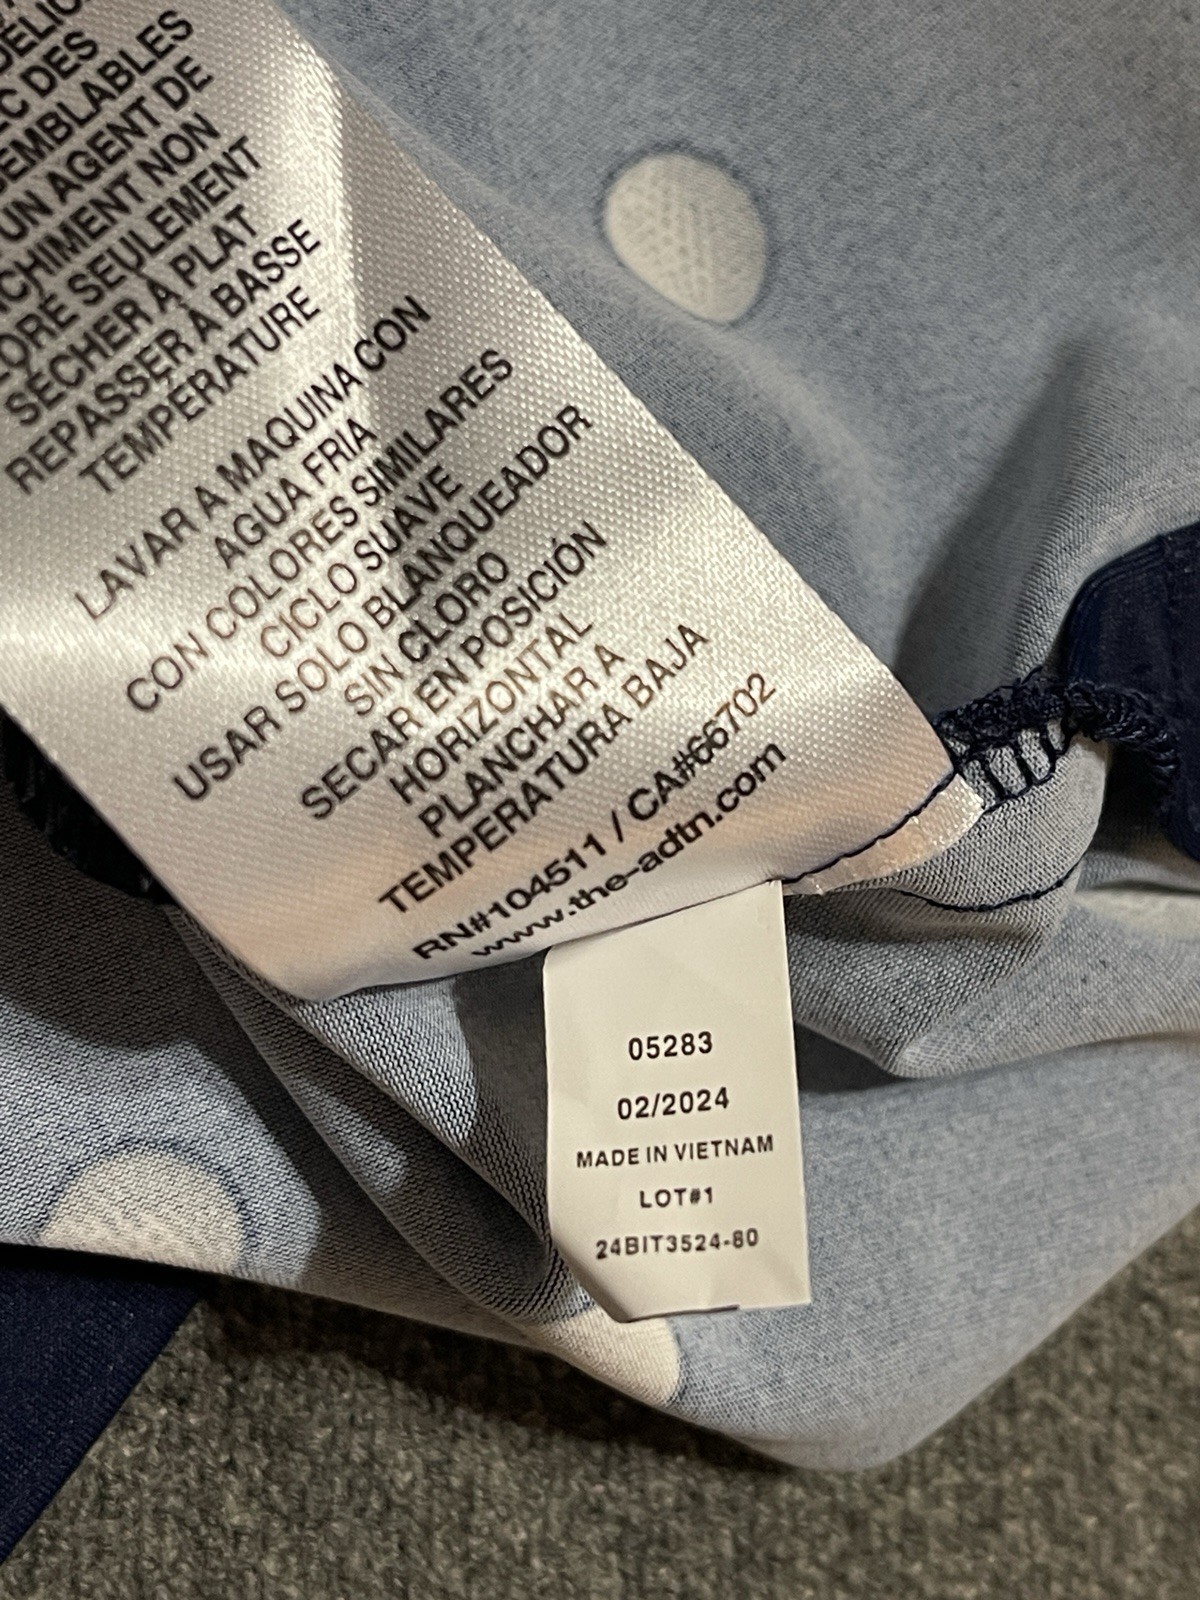 C DES
SEMBLABLES
UN AGENT DE
NON
SEULEMENT
SÉCHER À PLAT
REPASSER À BASSE
TEMPÉRATURE
LAVAR A MAQUINA CON
AGUA FRIA
CON COLORES SIMILARES
CICLO SUAVE
USAR SOLO BLANQUEADOR
SIN CLORO
SECAR EN POSICIÓN
HORIZONTAL
PLANCHAR A
TEMPERATURA BAJA
RN#104511 / CA#66702
www.the-adtn.com
05283
02/2024
MADE IN VIETNAM
LOT#1
24BIT3524-80